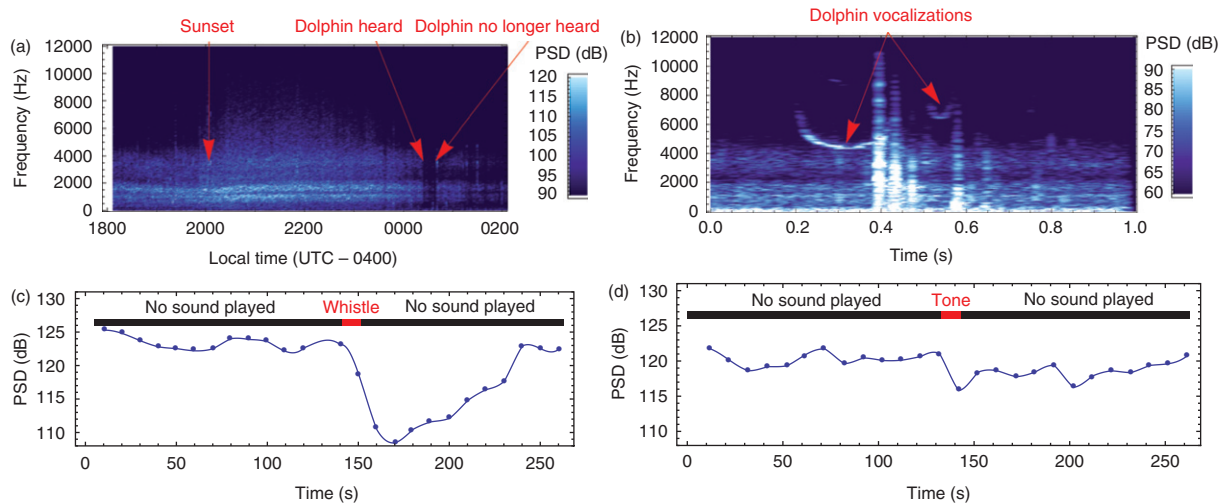 Sunset
Dolphin heard
Dolphin no longer heard
(a)
12000
10000
8000
6000
4000
2000
0
Frequency (Hz)
1800
2000
2200
0000
0200
Local time (UTC – 0400)
PSD (dB)
120
115
110
105
100
95
90
Dolphin vocalizations
(b)
12000
10000
8000
6000
4000
2000
0
Frequency (Hz)
0.0
0.2
0.4
0.6
0.8
1.0
Time (s)
PSD (dB)
90
85
80
75
70
65
60
(c)
130
125
120
115
110
PSD (dB)
No sound played
Whistle
No sound played
0
50
100
150
200
250
Time (s)
(d)
130
125
120
115
110
PSD (dB)
No sound played
Tone
No sound played
0
50
100
150
200
250
Time (s)